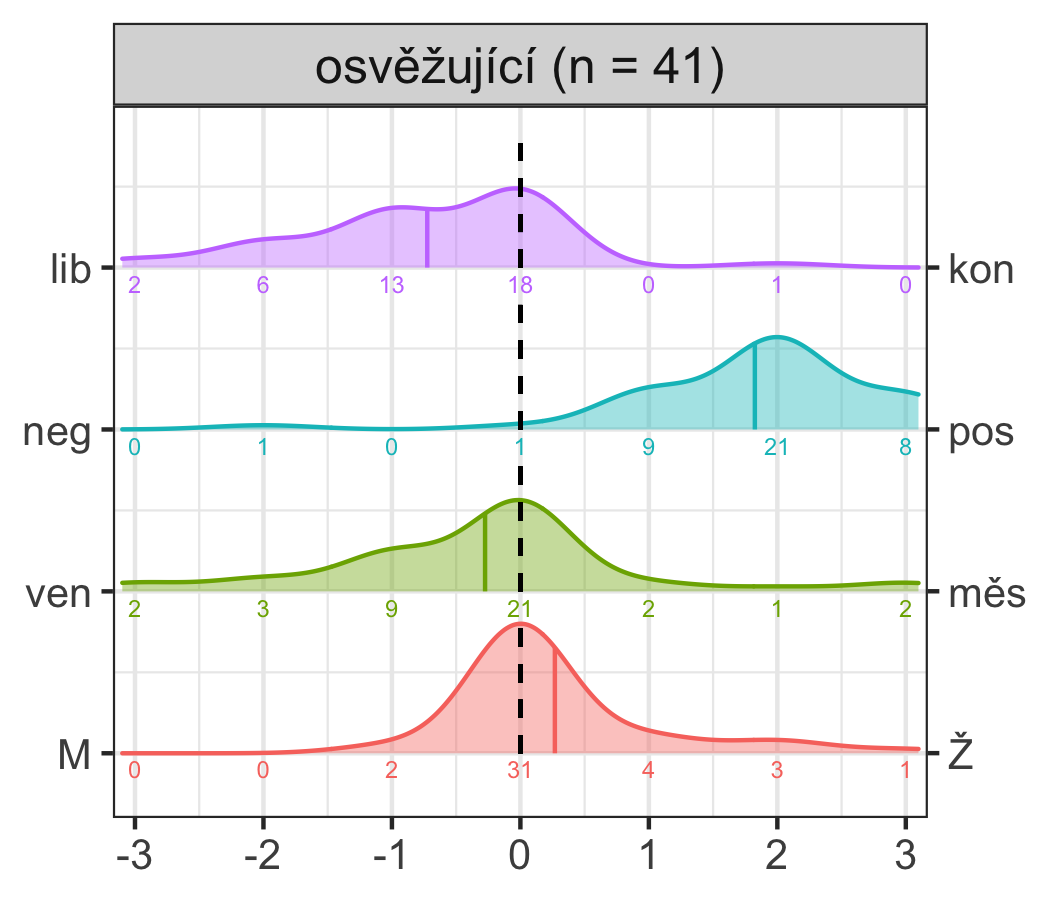 osvěžující (n = 41)
lib kon
2 6 13 18 0 1 0
neg pos
0 1 0 1 9 21 8
ven měs
2 3 9 21 2 1 2
M Ž
0 0 2 31 4 3 1
-3 -2 -1 0 1 2 3